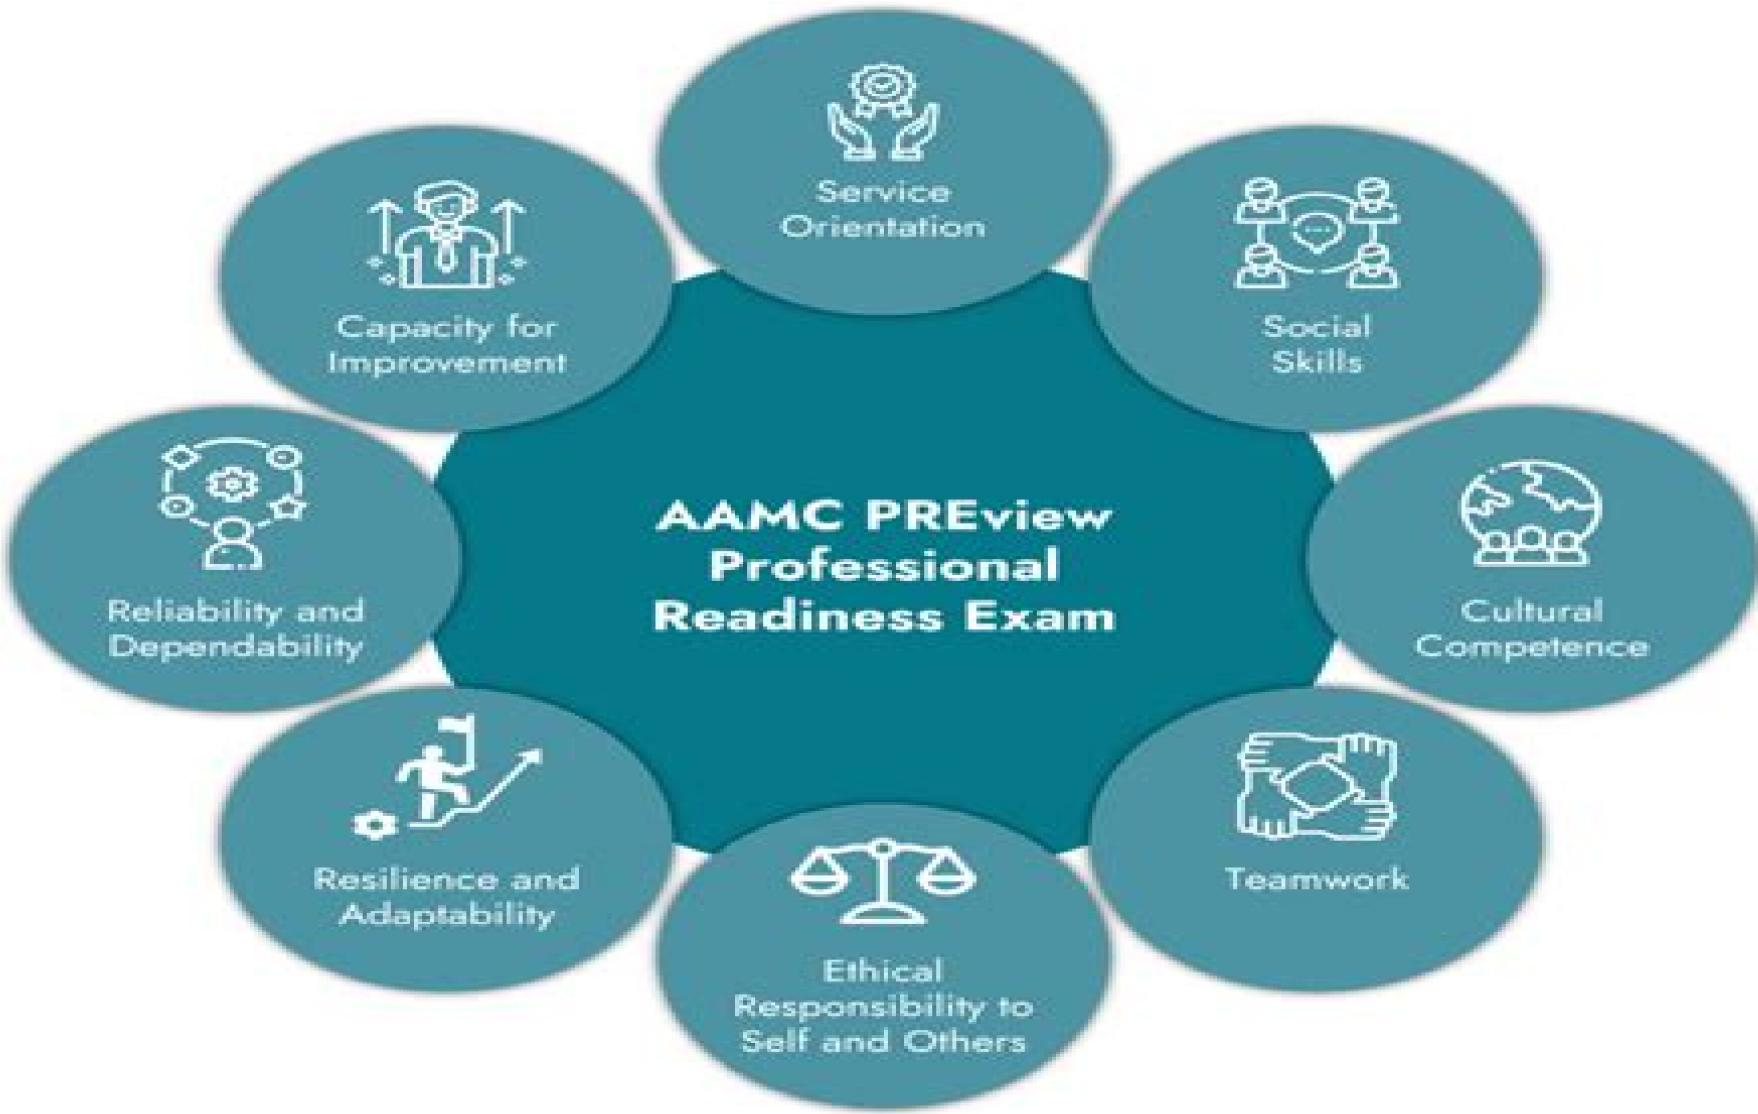 Service
Orientation
Social
Skills
Cultural
Competence
Teamwork
Ethical
Responsibility to
Self and Others
Resilience and
Adaptability
Reliability and
Dependability
Capacity for
Improvement
AAMC PREview
Professional
Readiness Exam